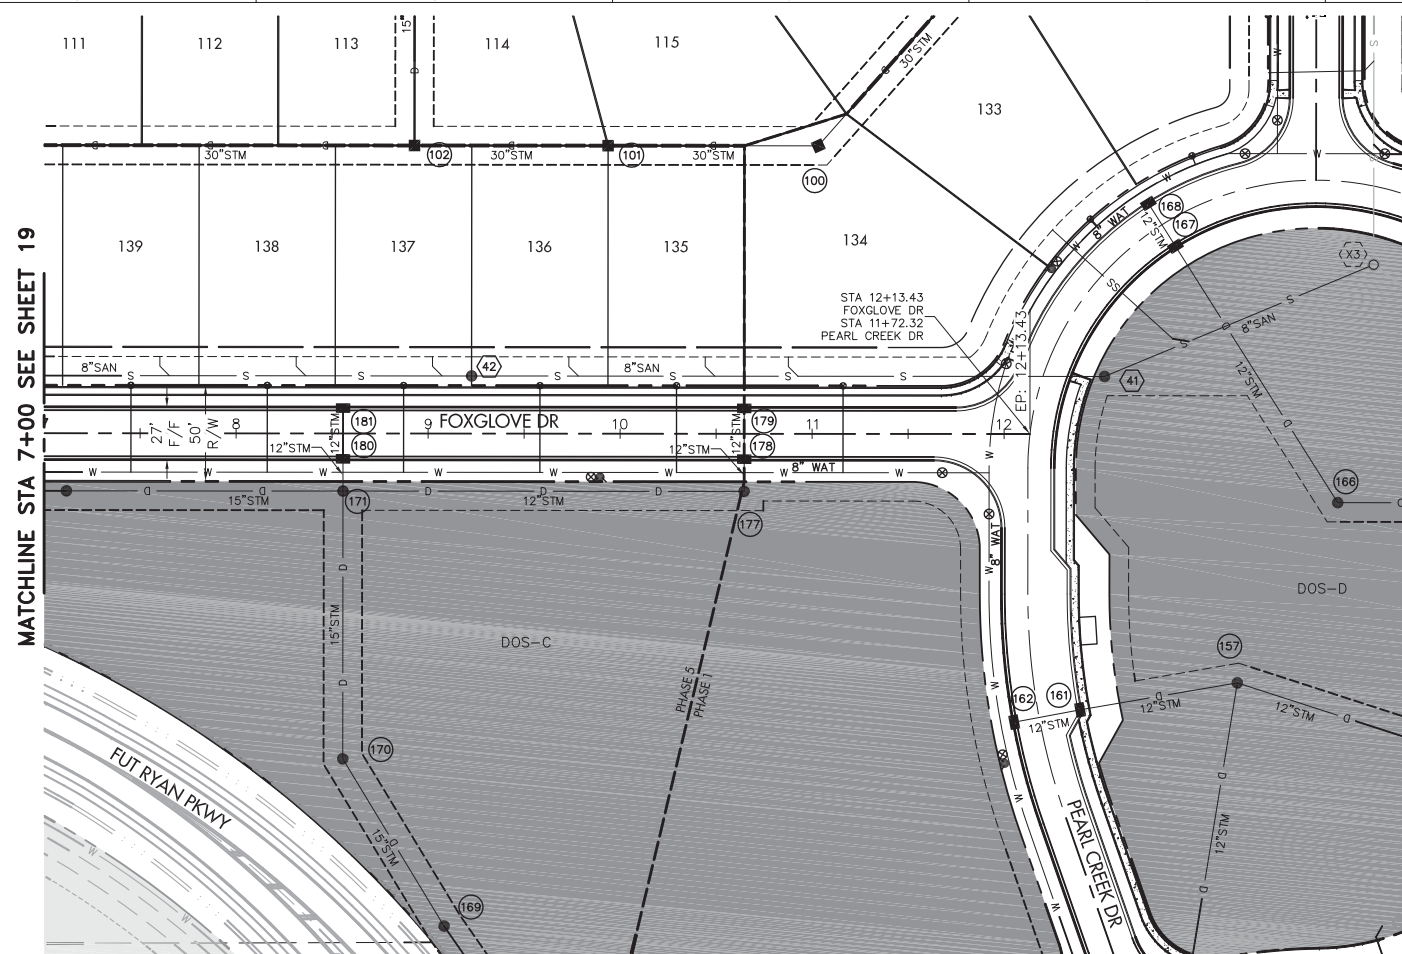 111
112
113
15"
114
115
30"STM
133
30"STM
102
30"STM
101
30"STM
100
168
167
12"STM
8" WAT
139
138
137
136
135
134
X3
8"SAN
SS
STA 12+13.43
FOXGLOVE DR
STA 11+72.32
PEARL CREEK DR
EP: 12+13.43
12"STM
MATCHLINE STA 7+00 SEE SHEET 19
8"SAN
S
S
S
42
8"SAN
S
S
S
41
27'
F/F
50'
R/W
8
181
180
12"STM
12"STM
9
FOXGLOVE DR
10
179
178
12"STM
12"STM
11
12
W
W
W
W
W
W
W
8" WAT
D
D
15"STM
171
D
D
12"STM
D
177
166
8" WAT
DOS-C
DOS-D
15"STM
D
D
PHASE 5
PHASE 1
157
162
161
12"STM
12"STM
12"STM
170
FUT RYAN PKWY
15"STM
169
12"STM
PEARL CREEK DR